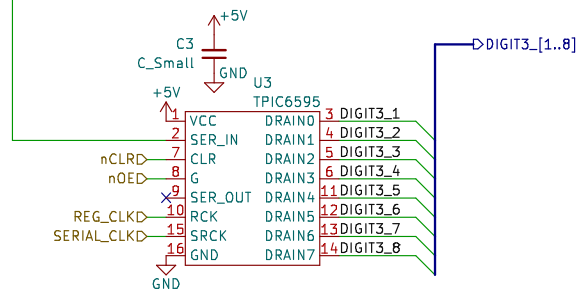 +5V
C3
C_Small
GND
DIGIT3_[1..8]
U3
TPIC6595
+5V
1 VCC DRAIN0 3 DIGIT3_1
2 SER_IN DRAIN1 4 DIGIT3_2
nCLR 7 CLR DRAIN2 5 DIGIT3_3
nOE 8 G DRAIN3 6 DIGIT3_4
9 SER_OUT DRAIN4 11 DIGIT3_5
REG_CLK 10 RCK DRAIN5 12 DIGIT3_6
SERIAL_CLK 15 SRCK DRAIN6 13 DIGIT3_7
16 GND DRAIN7 14 DIGIT3_8
GND